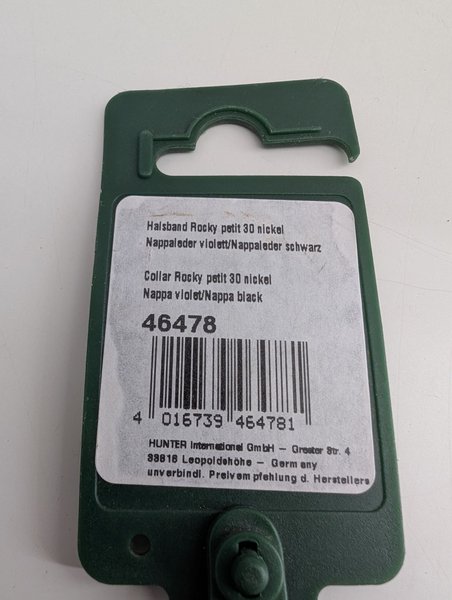 Halsband Rocky petit 30 nickel
Nappaleder violett/Nappaleder schwarz
Collar Rocky petit 30 nickel
Nappa violet/Nappa black
46478
4 016739 464781
HUNTER International GmbH – Grester Str. 4
33818 Leopoldshöhe – Germany
unverbindl. Preisempfehlung d. Herstellers